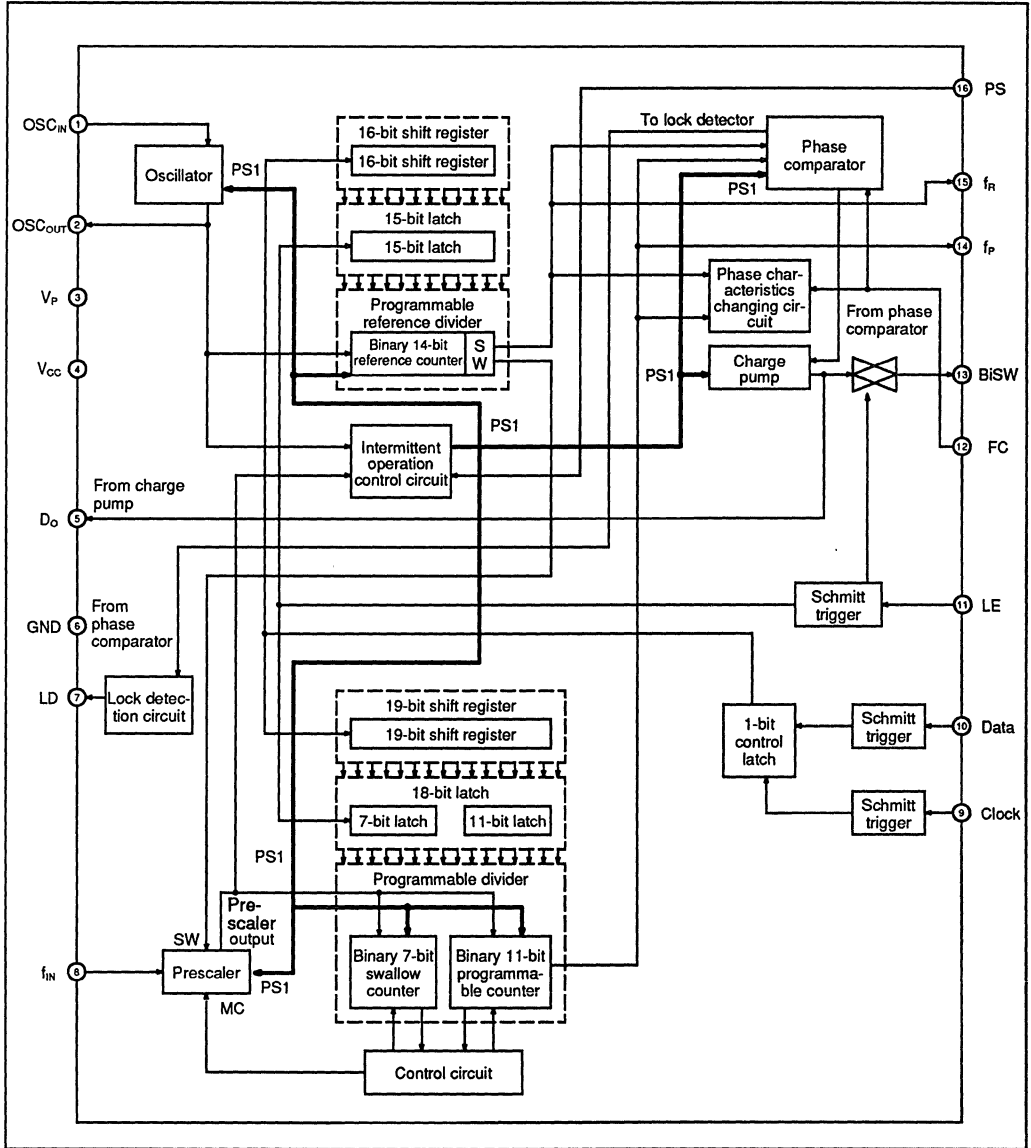 16 PS
OSCIN 1
To lock detector
16-bit shift register
16-bit shift register
Phase
comparator
Oscillator
PS1
PS1
15 fR
15-bit latch
15-bit latch
OSCOUT 2
14 fP
Phase char-
acteristics
changing cir-
cuit
VP 3
Programmable
reference divider
From phase
comparator
Binary 14-bit
reference counter
S
W
VCC 4
PS1
Charge
pump
13 BiSW
PS1
Intermittent
operation
control circuit
12 FC
From charge
pump
DO 5
Schmitt
trigger
11 LE
GND 6
From
phase
comparator
LD 7
Lock detec-
tion circuit
19-bit shift register
19-bit shift register
1-bit
control
latch
Schmitt
trigger
10 Data
18-bit latch
7-bit latch
11-bit latch
Schmitt
trigger
9 Clock
PS1
Programmable divider
Pre-
scaler
output
SW
fIN 8
Prescaler
PS1
MC
Binary 7-bit
swallow
counter
Binary 11-bit
programma-
ble counter
Control circuit